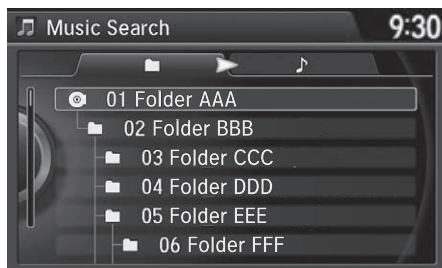 Music Search
9:30
01 Folder AAA
02 Folder BBB
03 Folder CCC
04 Folder DDD
05 Folder EEE
06 Folder FFF